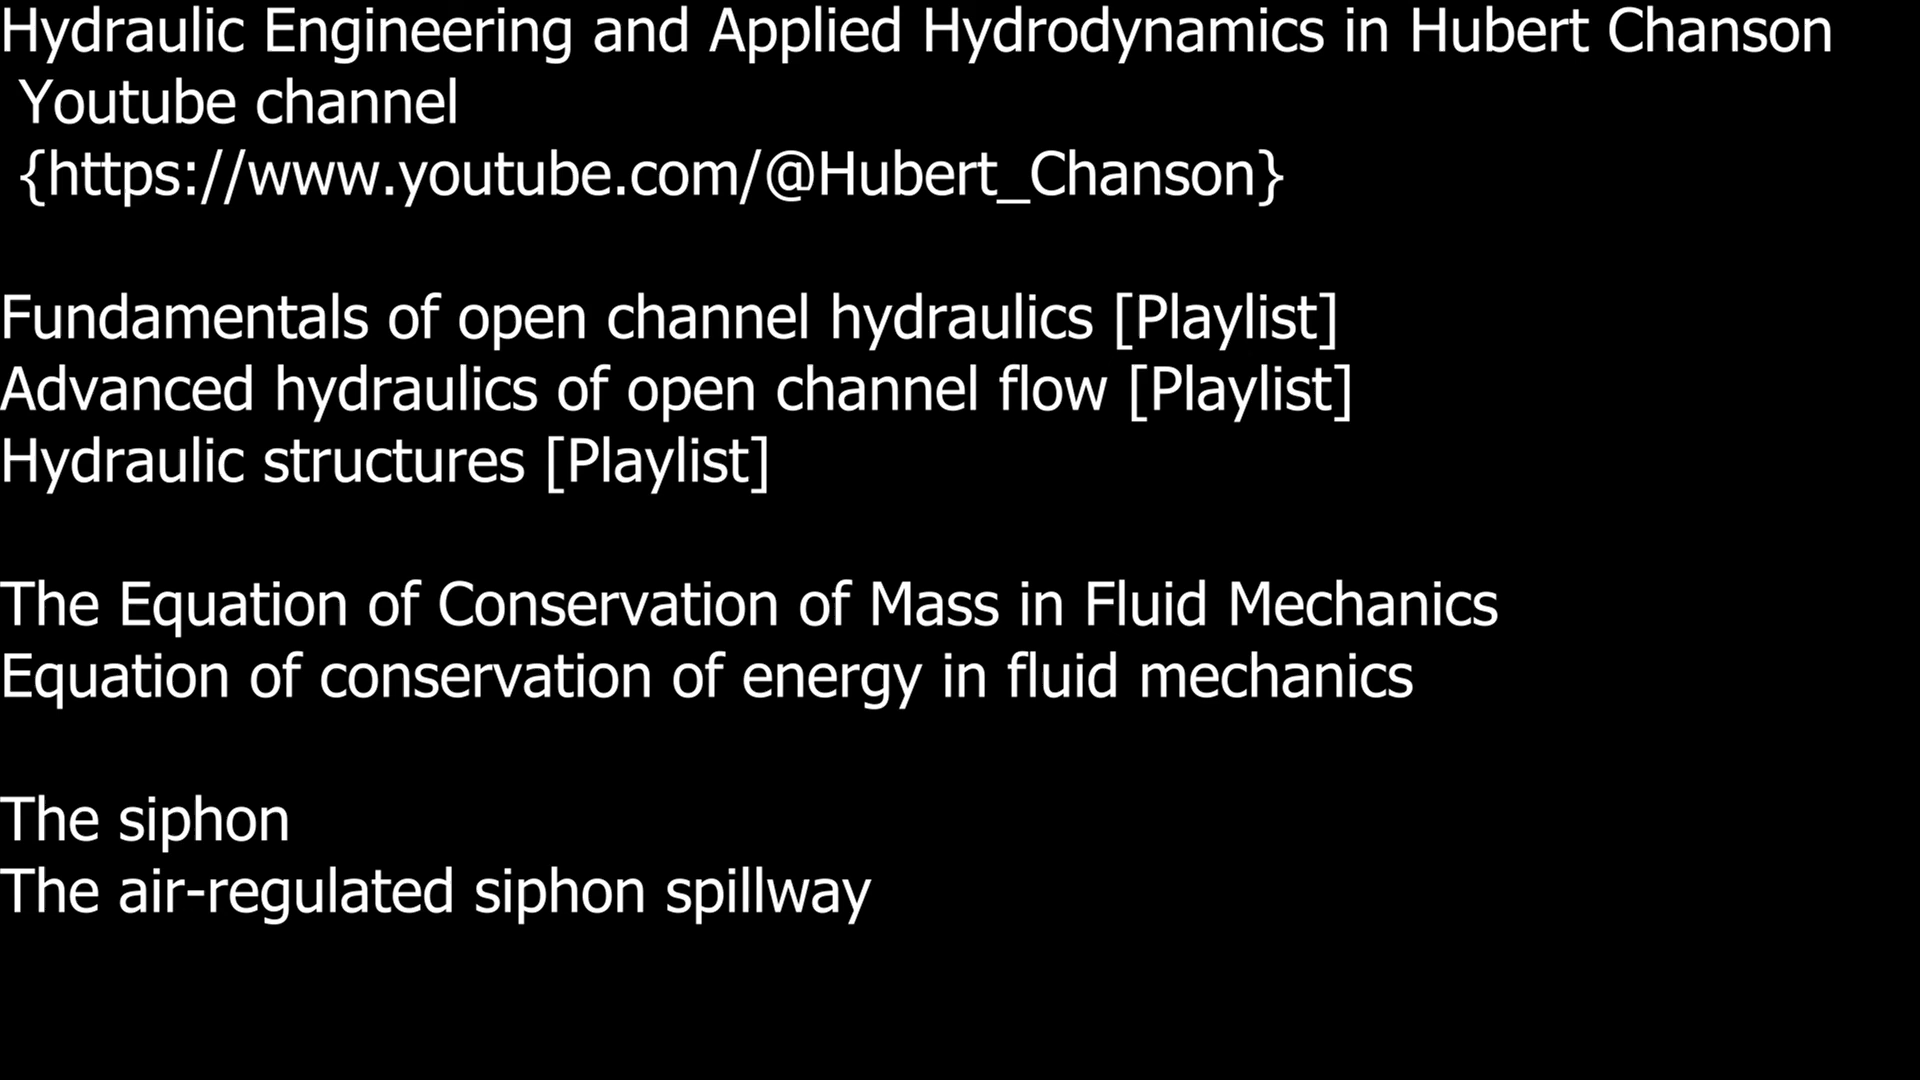 Hydraulic Engineering and Applied Hydrodynamics in Hubert Chanson
Youtube channel
{https://www.youtube.com/@Hubert_Chanson}
Fundamentals of open channel hydraulics [Playlist]
Advanced hydraulics of open channel flow [Playlist]
Hydraulic structures [Playlist]
The Equation of Conservation of Mass in Fluid Mechanics
Equation of conservation of energy in fluid mechanics
The siphon
The air-regulated siphon spillway